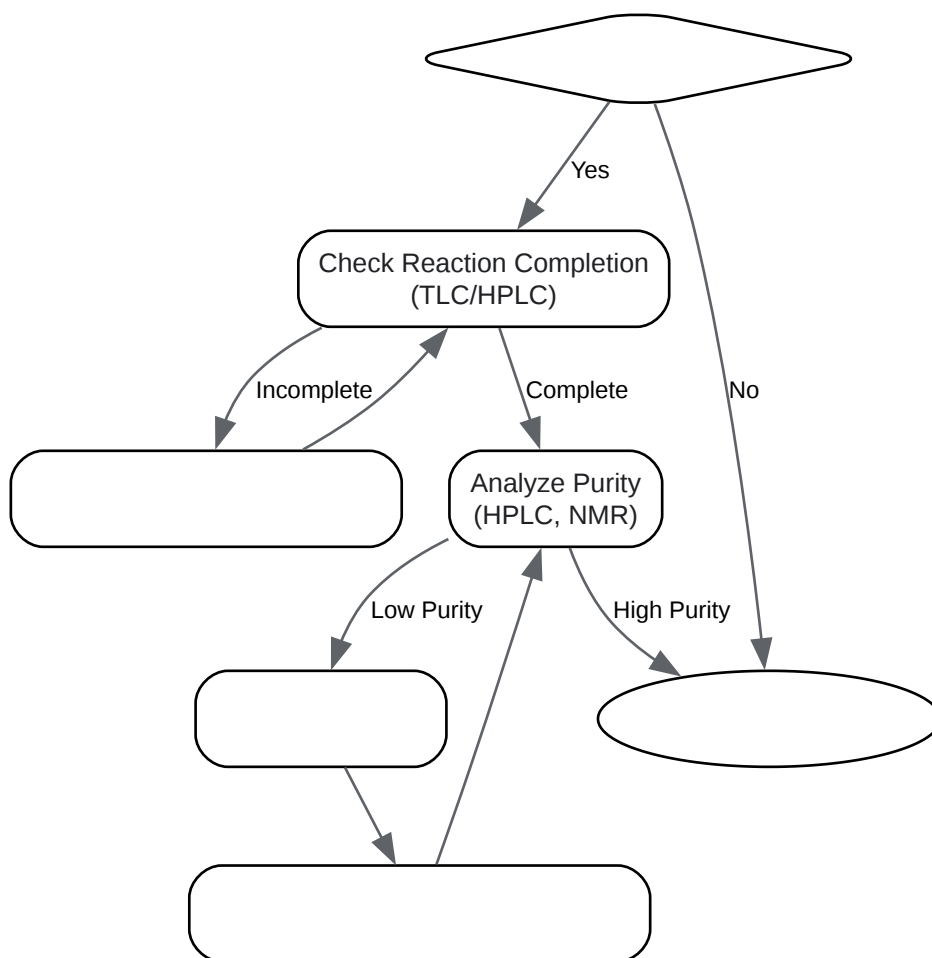 Yes
Check Reaction Completion
(TLC/HPLC)
Incomplete
Complete
No
Analyze Purity
(HPLC, NMR)
Low Purity
High Purity